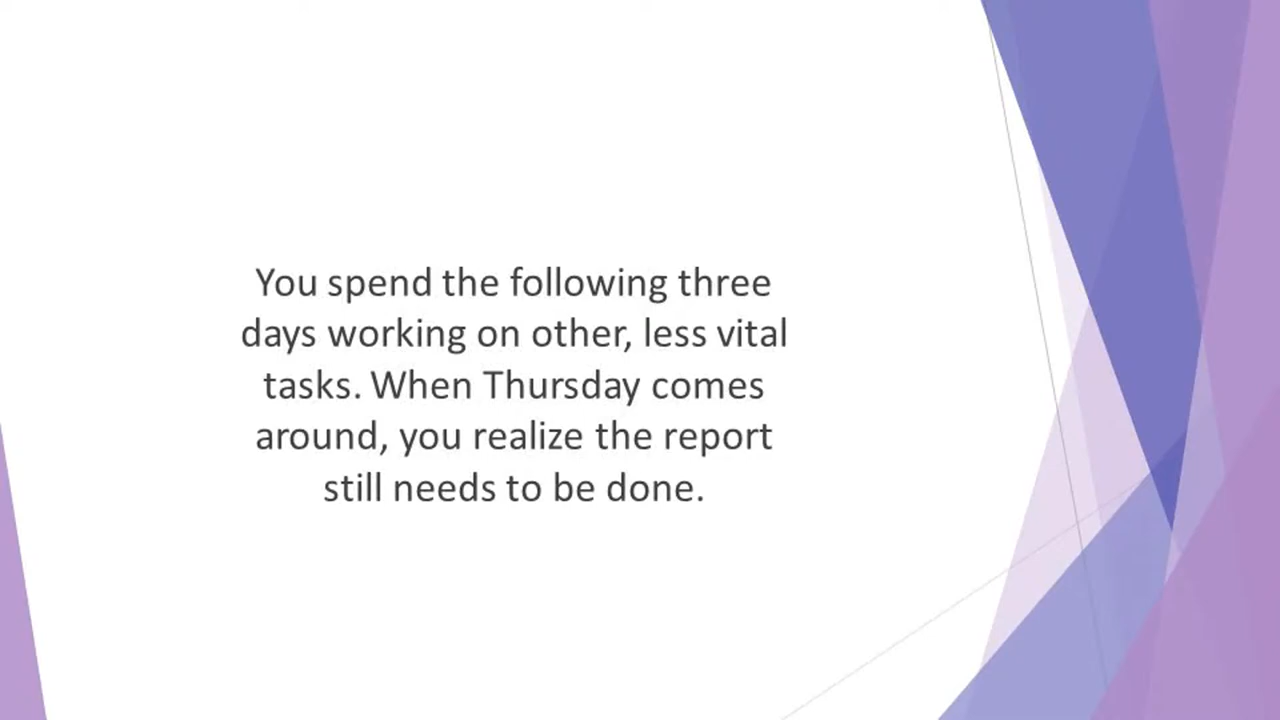 You spend the following three
days working on other, less vital
tasks. When Thursday comes
around, you realize the report
still needs to be done.